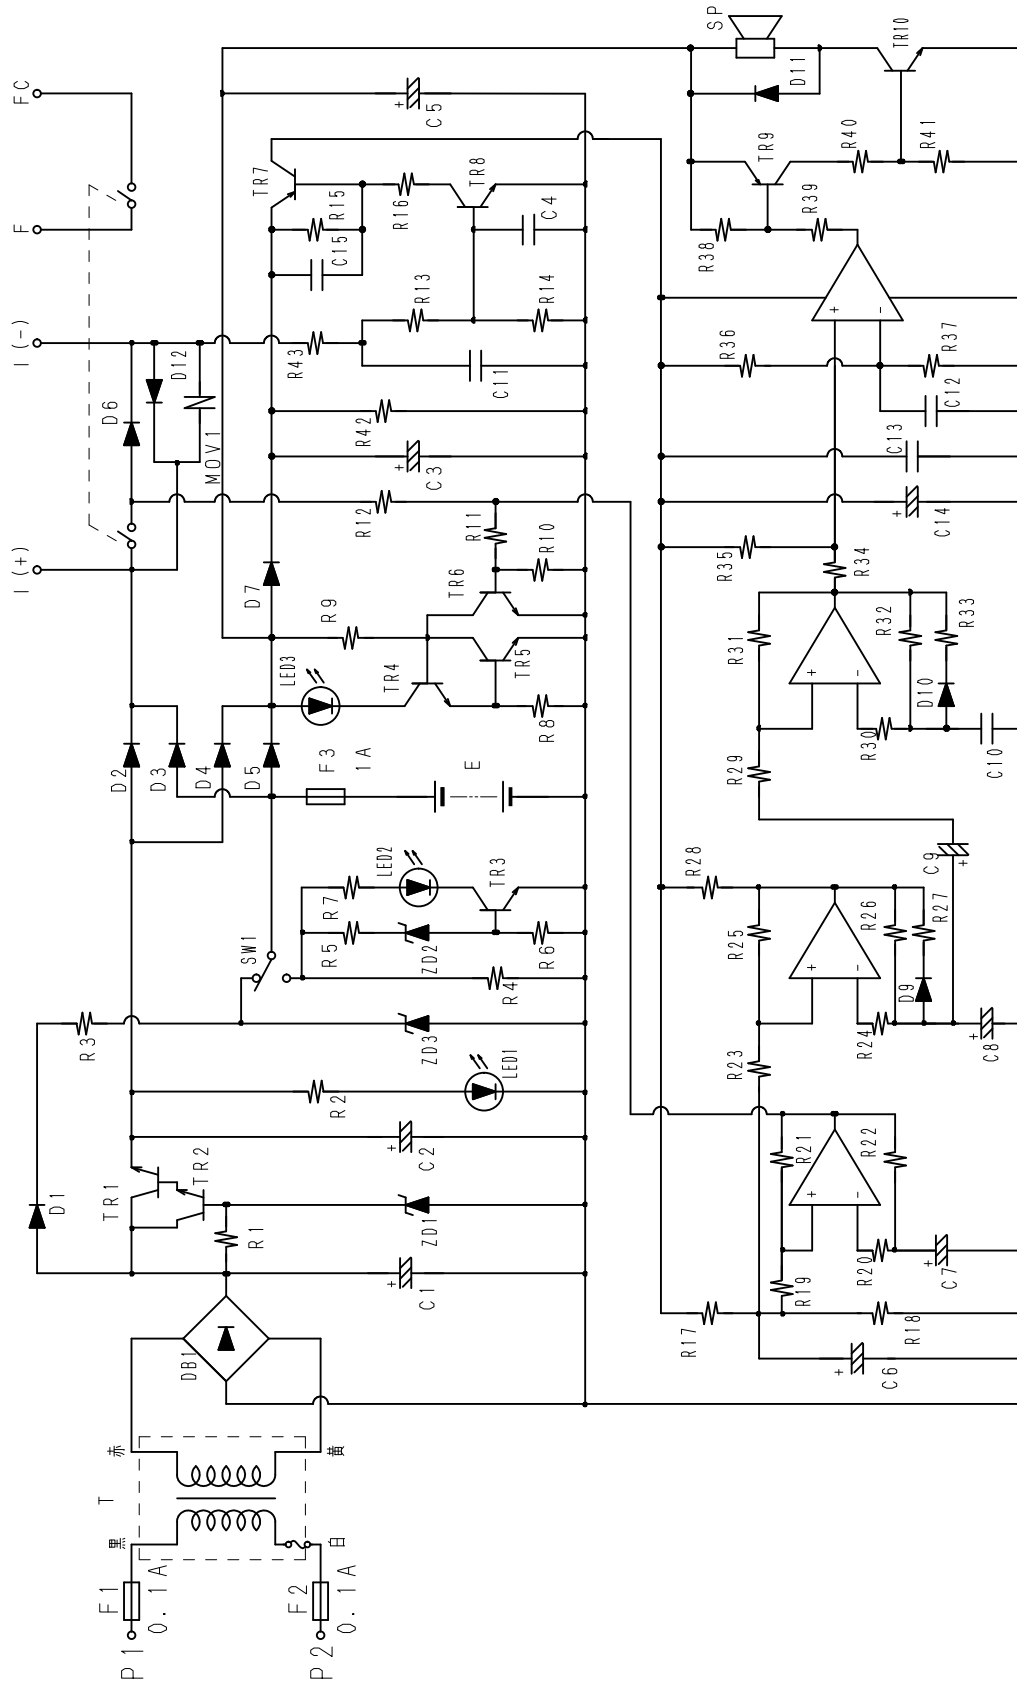 P1
F1
0.1A
P2
F2
0.1A
黒
白
T
赤
黄
DB1
D1
TR1
TR2
R1
ZD1
C1
C2
R2
LED1
R3
ZD3
SW1
R4
R5
ZD2
R6
R7
LED2
TR3
D2
D3
D4
D5
F3
1A
E
LED3
TR4
R8
TR5
R9
TR6
R10
R11
R12
D7
I(+)
D6
D12
MOV1
I(-)
F
FC
C3
+
R42
R43
C11
R13
R14
C15
R15
R16
TR7
TR8
C4
C5
+
R17
C6
+
R18
R19
R20
R21
R22
C7
+
+
-
R23
R24
R25
R26
R27
D9
C8
+
R28
C9
+
+
-
R29
R30
R31
R32
R33
D10
C10
+
-
R34
R35
C14
+
C13
C12
R36
R37
+
-
R38
R39
TR9
R40
R41
D11
SP
TR10
+
+